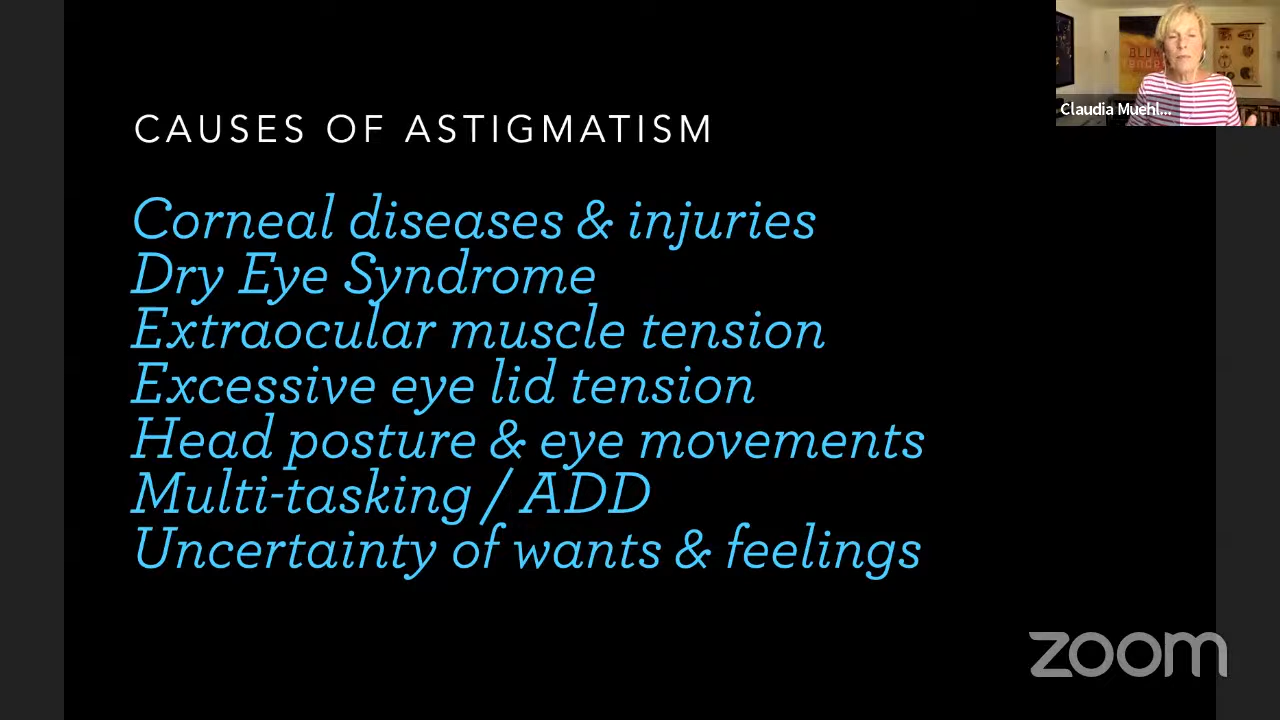 Claudia Muehl...
CAUSES OF ASTIGMATISM
Corneal diseases & injuries
Dry Eye Syndrome
Extraocular muscle tension
Excessive eye lid tension
Head posture & eye movements
Multi-tasking / ADD
Uncertainty of wants & feelings
zoom